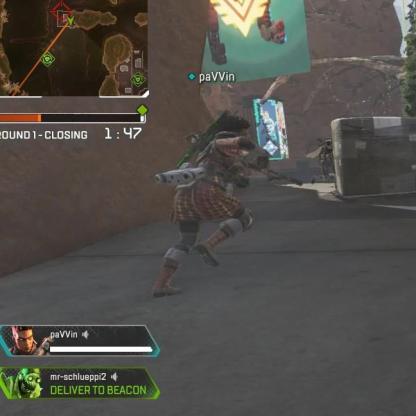 paVVin
ROUND 1 - CLOSING 1:47
paVVin
mr-schlueppi2
DELIVER TO BEACON